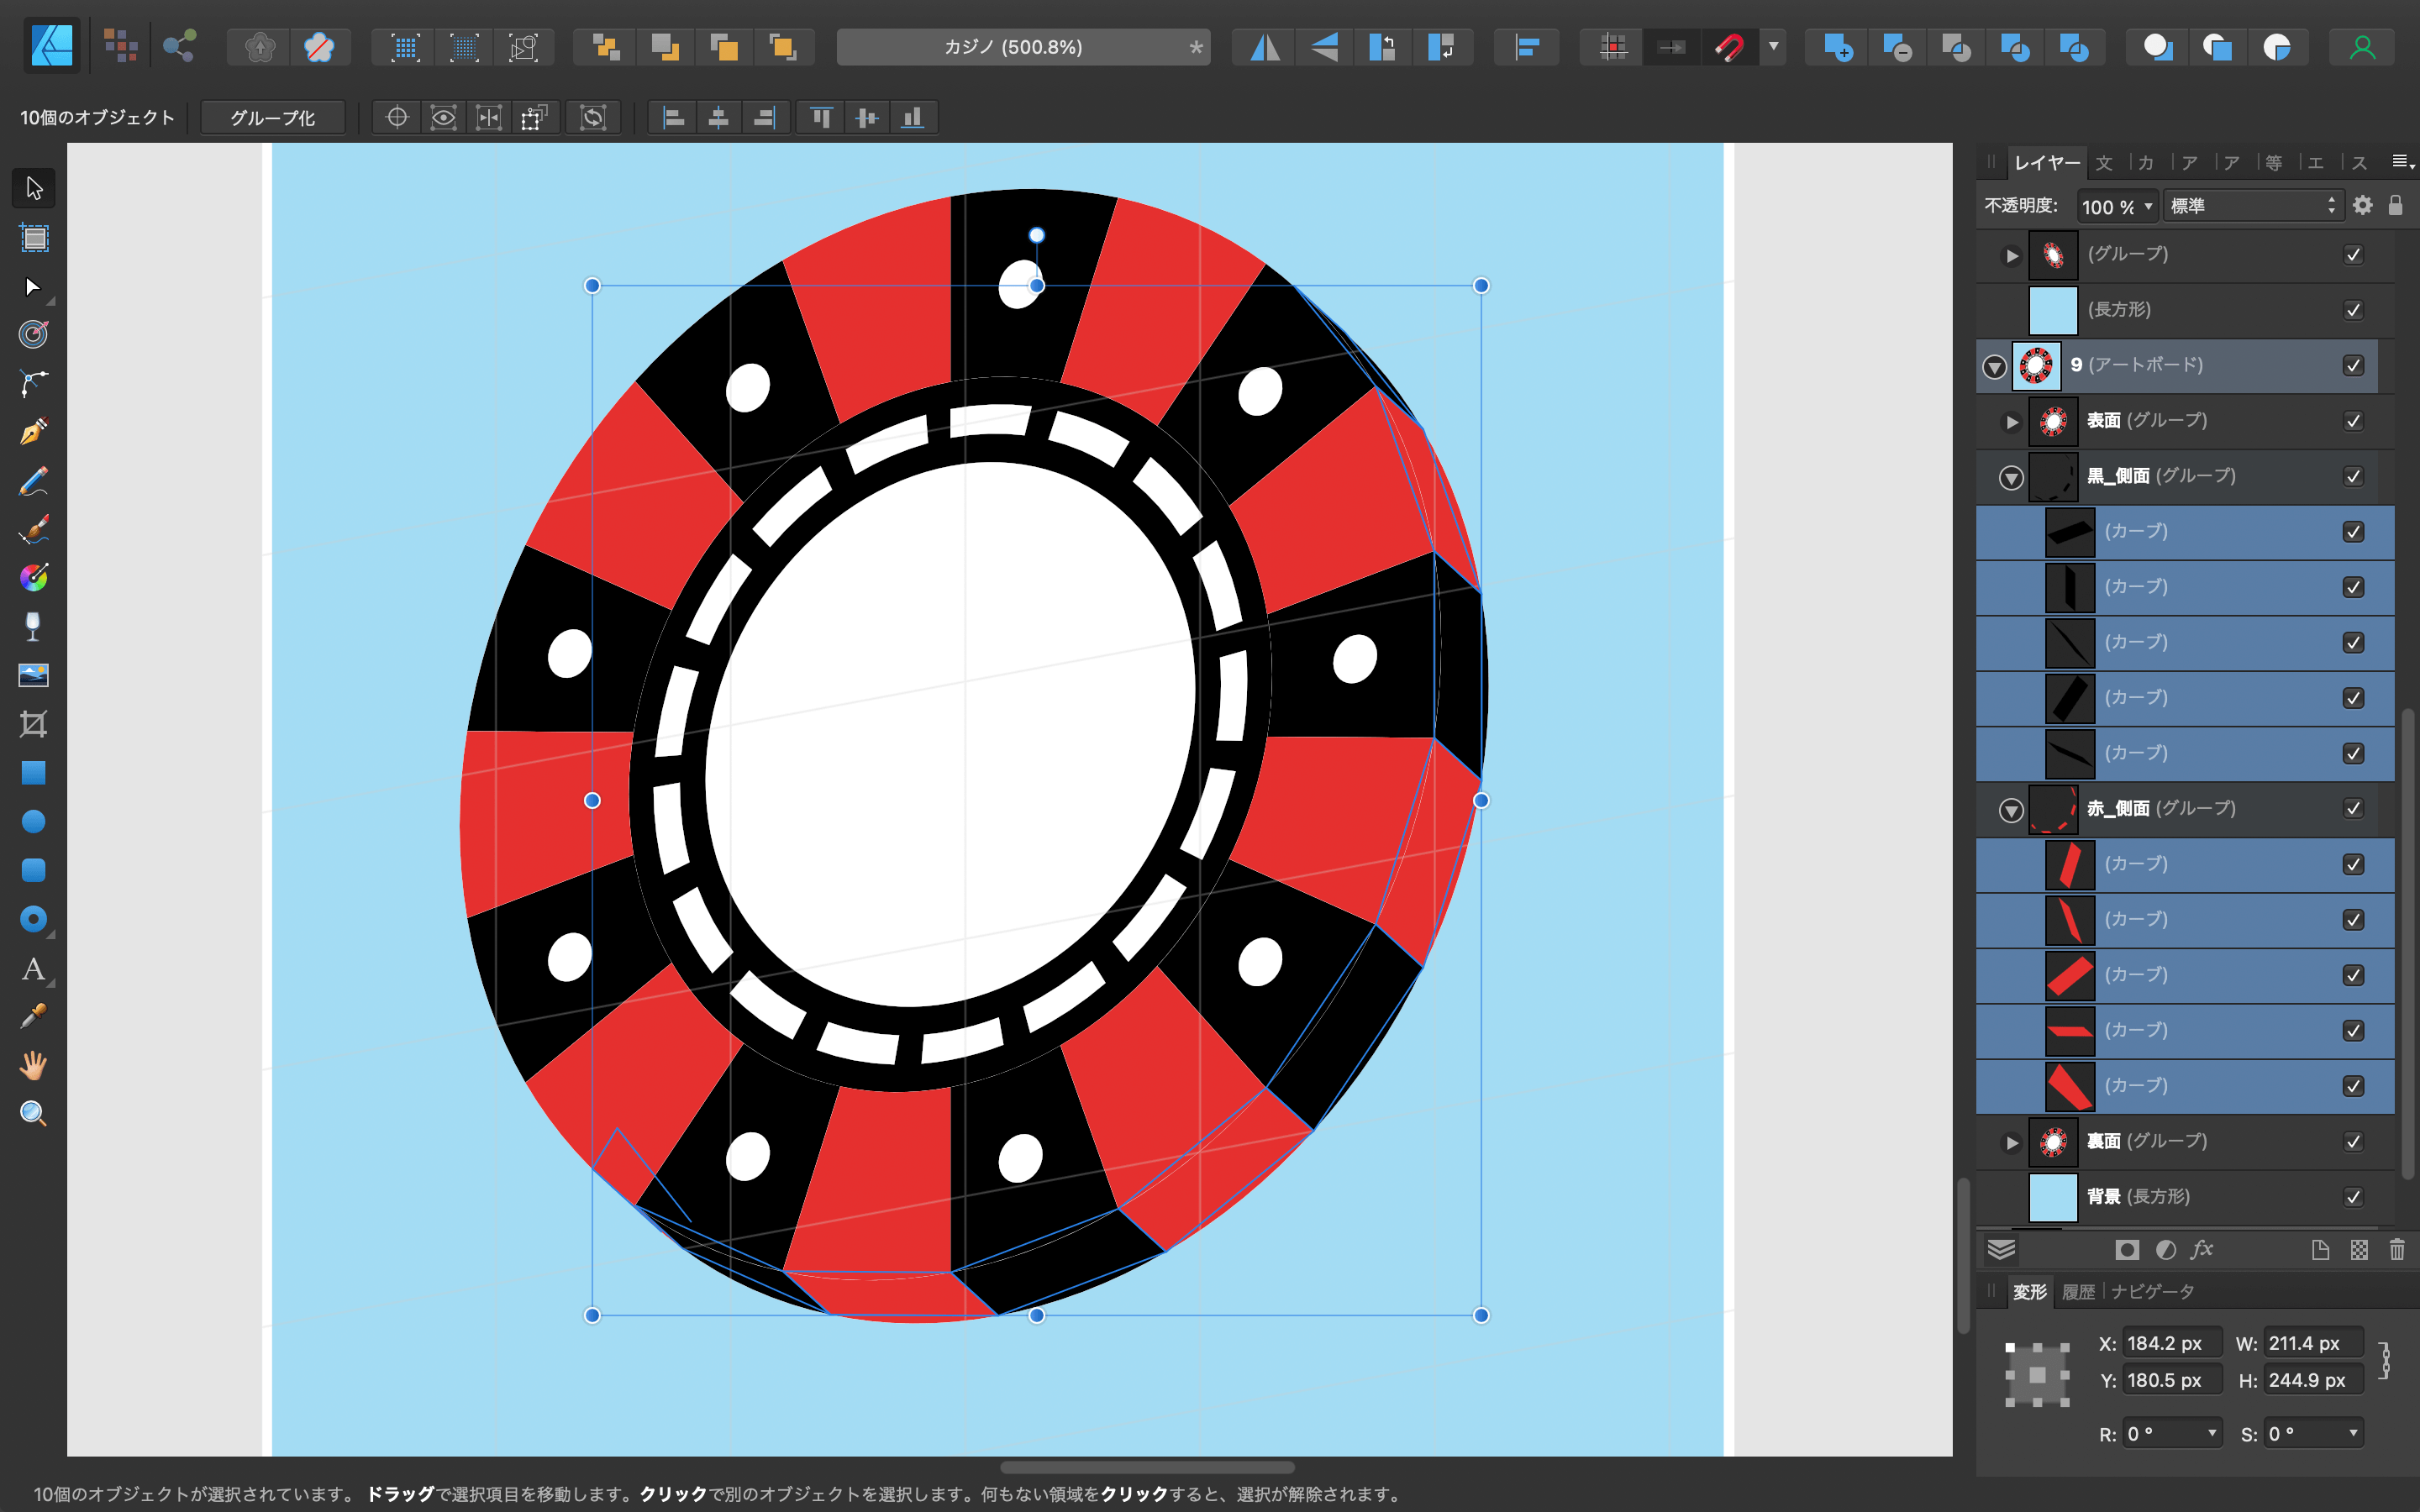 カジノ (500.8%)
*
10個のオブジェクト
グループ化
レイヤー 文 カ ア ア 等 エ ス
不透明度: 100 % 標準
(グループ)
(長方形)
9 (アートボード)
表面 (グループ)
黒_側面 (グループ)
(カーブ)
(カーブ)
(カーブ)
(カーブ)
(カーブ)
赤_側面 (グループ)
(カーブ)
(カーブ)
(カーブ)
(カーブ)
(カーブ)
裏面 (グループ)
背景 (長方形)
fx
変形 履歴 ナビゲータ
X: 184.2 px W: 211.4 px
Y: 180.5 px H: 244.9 px
R: 0 ° S: 0 °
A
10個のオブジェクトが選択されています。 ドラッグで選択項目を移動します。クリックで別のオブジェクトを選択します。何もない領域をクリックすると、選択が解除されます。